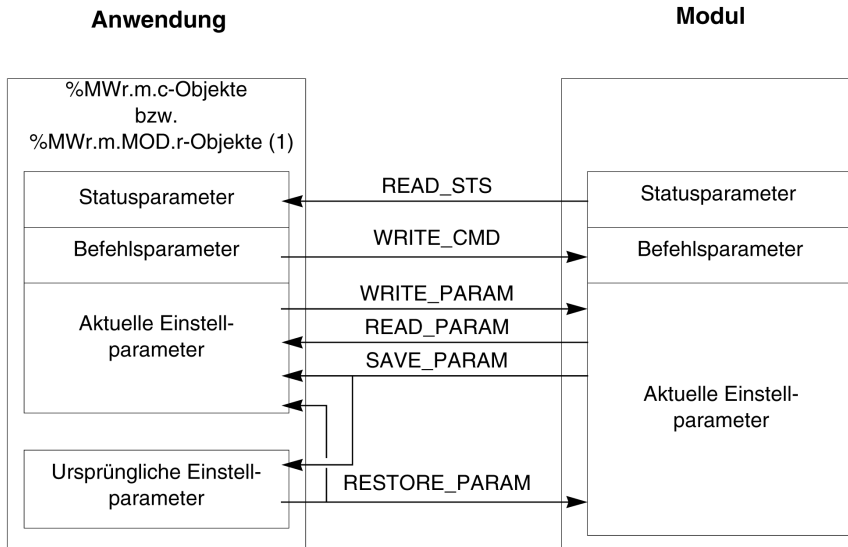 Anwendung
Modul
%MWr.m.c-Objekte
bzw.
%MWr.m.MOD.r-Objekte (1)
Statusparameter
READ_STS
Statusparameter
Befehlsparameter
WRITE_CMD
Befehlsparameter
Aktuelle Einstell-
parameter
WRITE_PARAM
READ_PARAM
SAVE_PARAM
Aktuelle Einstell-
parameter
Ursprüngliche Einstell-
parameter
RESTORE_PARAM